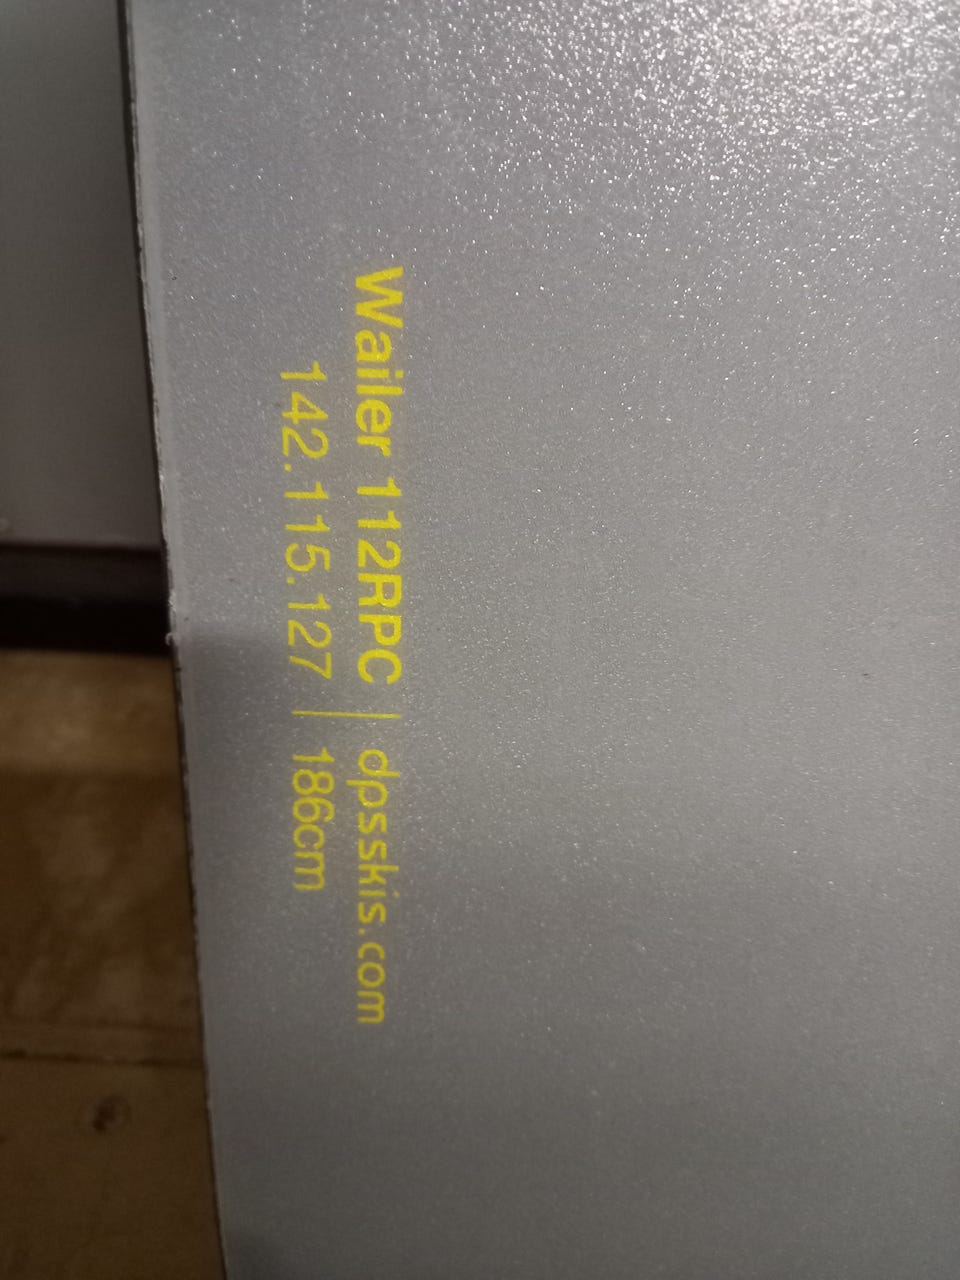 Wailer 112RPC | dpsskis.com
142.115.127 | 186cm